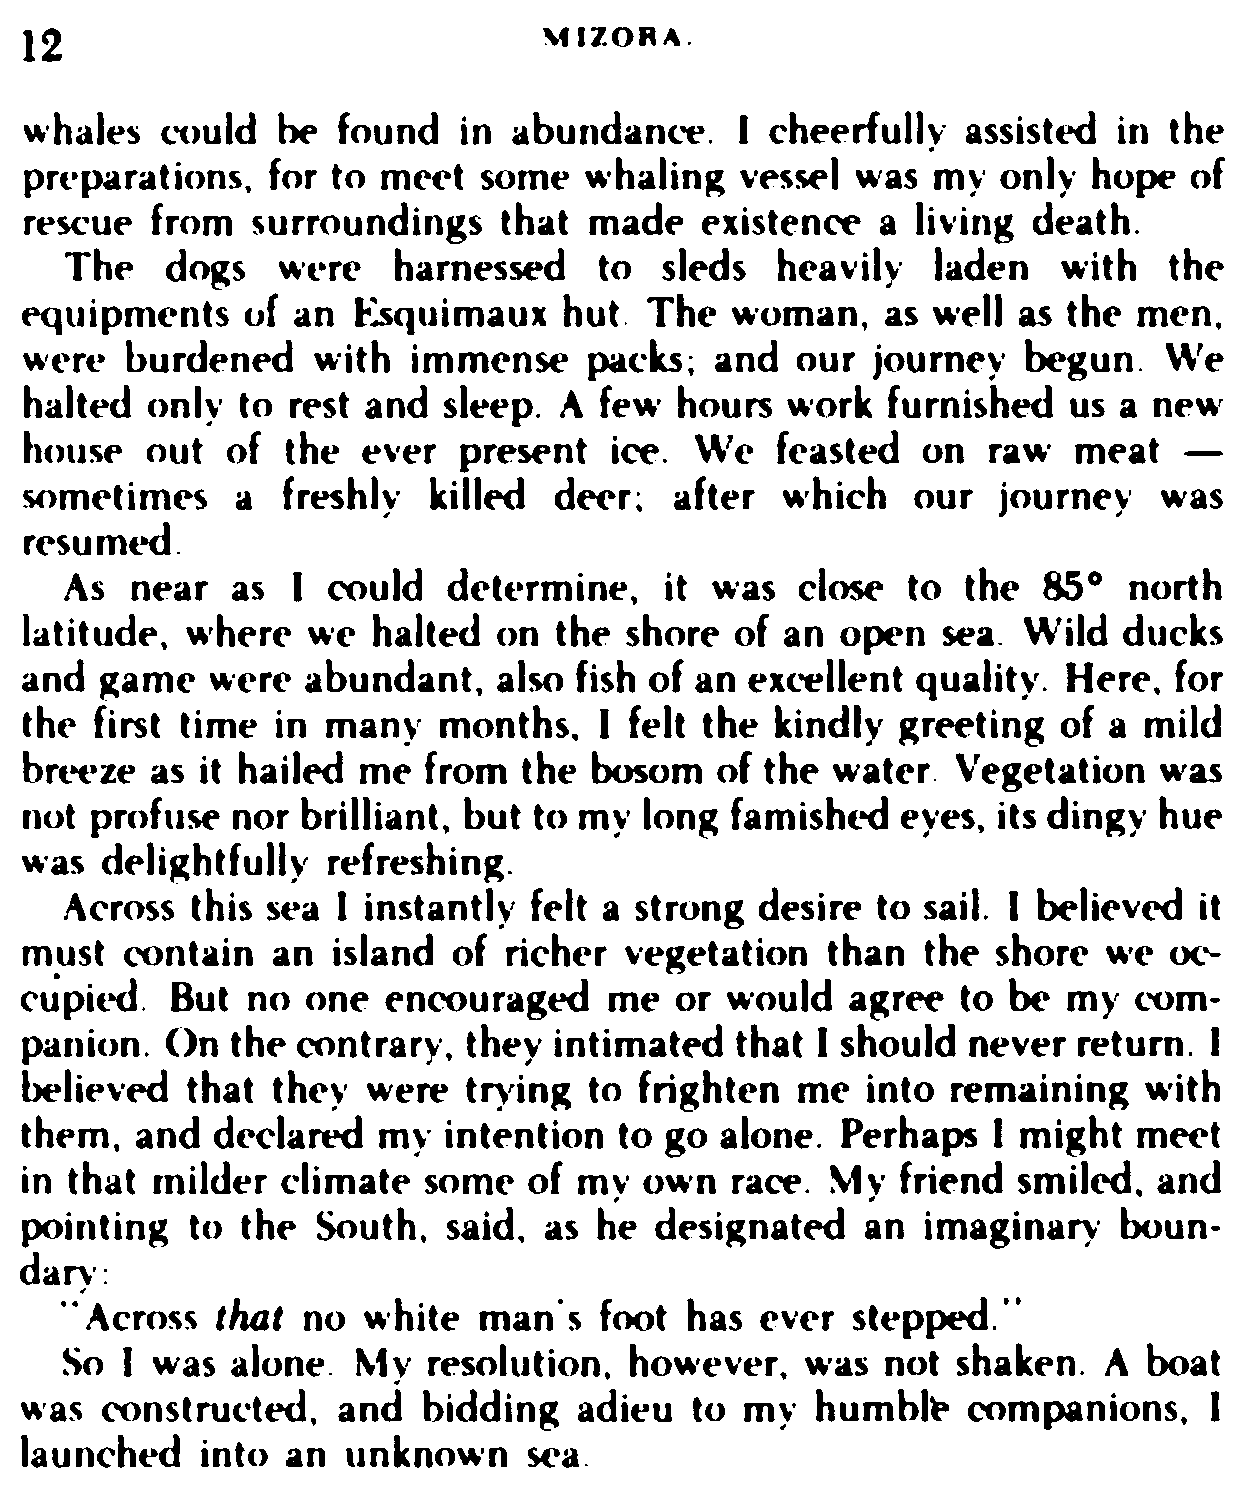 12 MIZORA.
whales could be found in abundance. I cheerfully assisted in the
preparations, for to meet some whaling vessel was my only hope of
rescue from surroundings that made existence a living death.
The dogs were harnessed to sleds heavily laden with the
equipments of an Esquimaux hut. The woman, as well as the men,
were burdened with immense packs; and our journey begun. We
halted only to rest and sleep. A few hours work furnished us a new
house out of the ever present ice. We feasted on raw meat —
sometimes a freshly killed deer; after which our journey was
resumed.
As near as I could determine, it was close to the 85° north
latitude, where we halted on the shore of an open sea. Wild ducks
and game were abundant, also fish of an excellent quality. Here, for
the first time in many months, I felt the kindly greeting of a mild
breeze as it hailed me from the bosom of the water. Vegetation was
not profuse nor brilliant, but to my long famished eyes, its dingy hue
was delightfully refreshing.
Across this sea I instantly felt a strong desire to sail. I believed it
must contain an island of richer vegetation than the shore we oc-
cupied. But no one encouraged me or would agree to be my com-
panion. On the contrary, they intimated that I should never return. I
believed that they were trying to frighten me into remaining with
them, and declared my intention to go alone. Perhaps I might meet
in that milder climate some of my own race. My friend smiled, and
pointing to the South, said, as he designated an imaginary boun-
dary:
"Across that no white man's foot has ever stepped."
So I was alone. My resolution, however, was not shaken. A boat
was constructed, and bidding adieu to my humble companions, I
launched into an unknown sea.